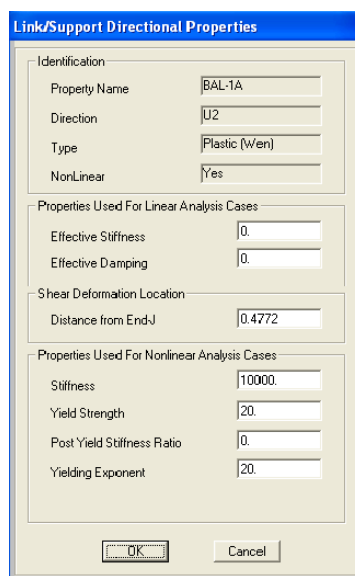 Link/Support Directional Properties
Identification
Property Name BAL-1A
Direction U2
Type Plastic (Wen)
NonLinear Yes
Properties Used For Linear Analysis Cases
Effective Stiffness 0.
Effective Damping 0.
Shear Deformation Location
Distance from End-J 0.4772
Properties Used For Nonlinear Analysis Cases
Stiffness 10000.
Yield Strength 20.
Post Yield Stiffness Ratio 0.
Yielding Exponent 20.
OK Cancel